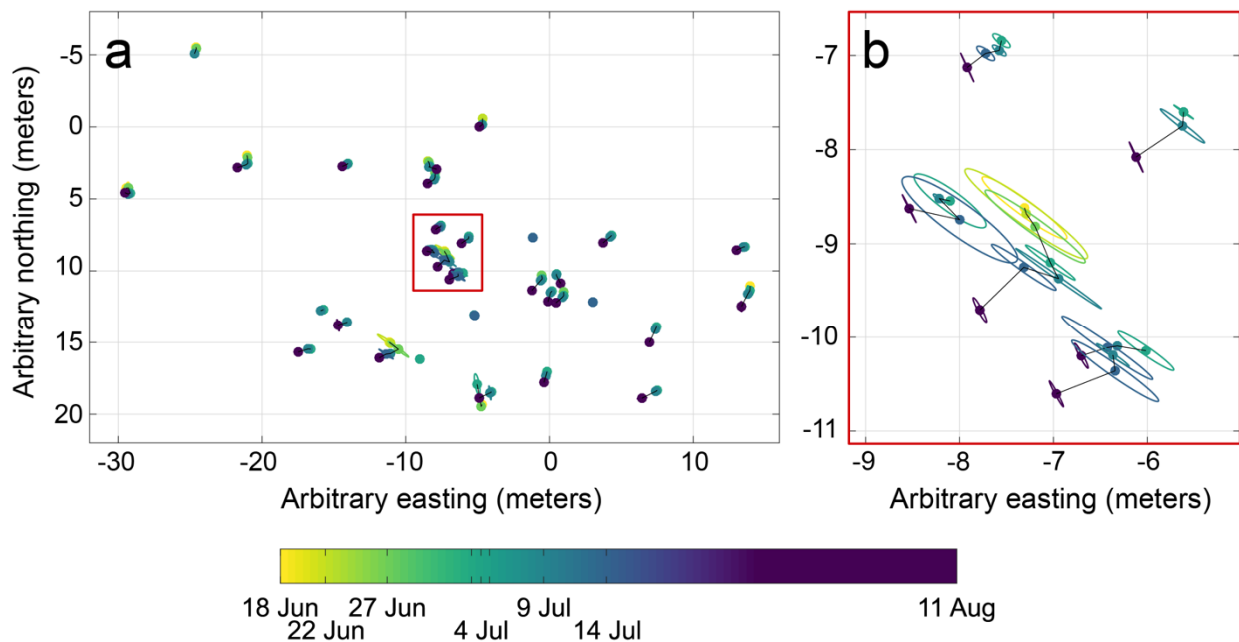 a
-5
0
5
10
15
20
Arbitrary northing (meters)
-30
-20
-10
0
10
Arbitrary easting (meters)
b
-7
-8
-9
-10
-11
-9
-8
-7
-6
Arbitrary easting (meters)
18 Jun
22 Jun
27 Jun
4 Jul
9 Jul
14 Jul
11 Aug